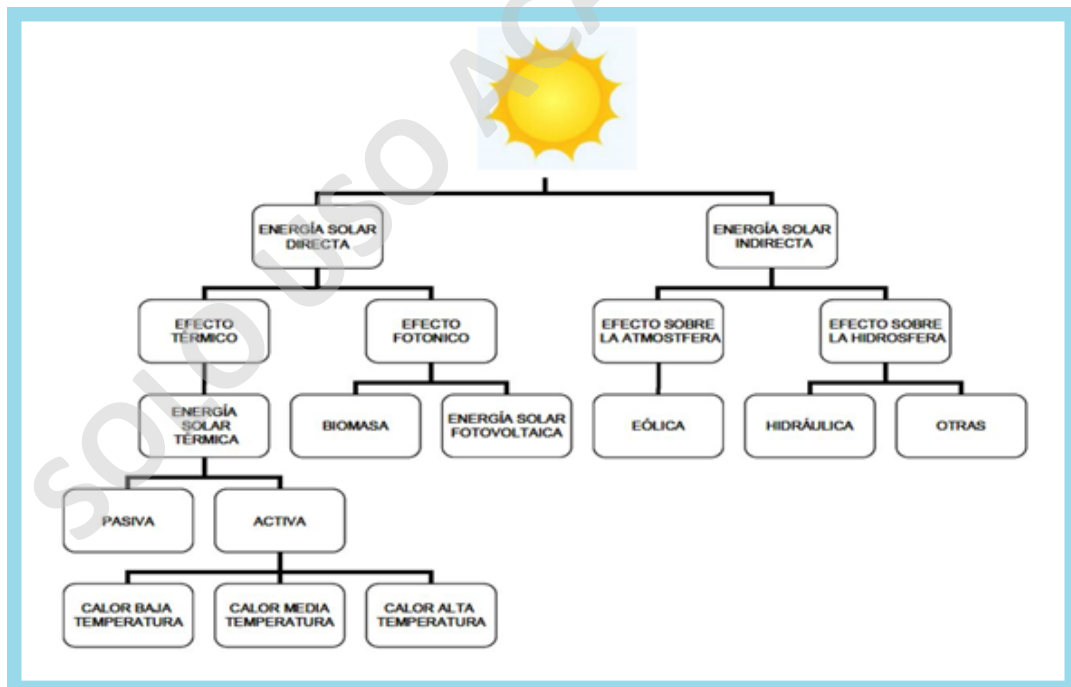 SOLO USO ACA
ENERGÍA SOLAR
DIRECTA
ENERGÍA SOLAR
INDIRECTA
EFECTO
TÉRMICO
EFECTO
FOTONICO
EFECTO SOBRE
LA ATMOSTFERA
EFECTO SOBRE
LA HIDROSFERA
ENERGÍA
SOLAR
TÉRMICA
BIOMASA
ENERGÍA SOLAR
FOTOVOLTAICA
EÓLICA
HIDRÁULICA
OTRAS
PASIVA
ACTIVA
CALOR BAJA
TEMPERATURA
CALOR MEDIA
TEMPERATURA
CALOR ALTA
TEMPERATURA